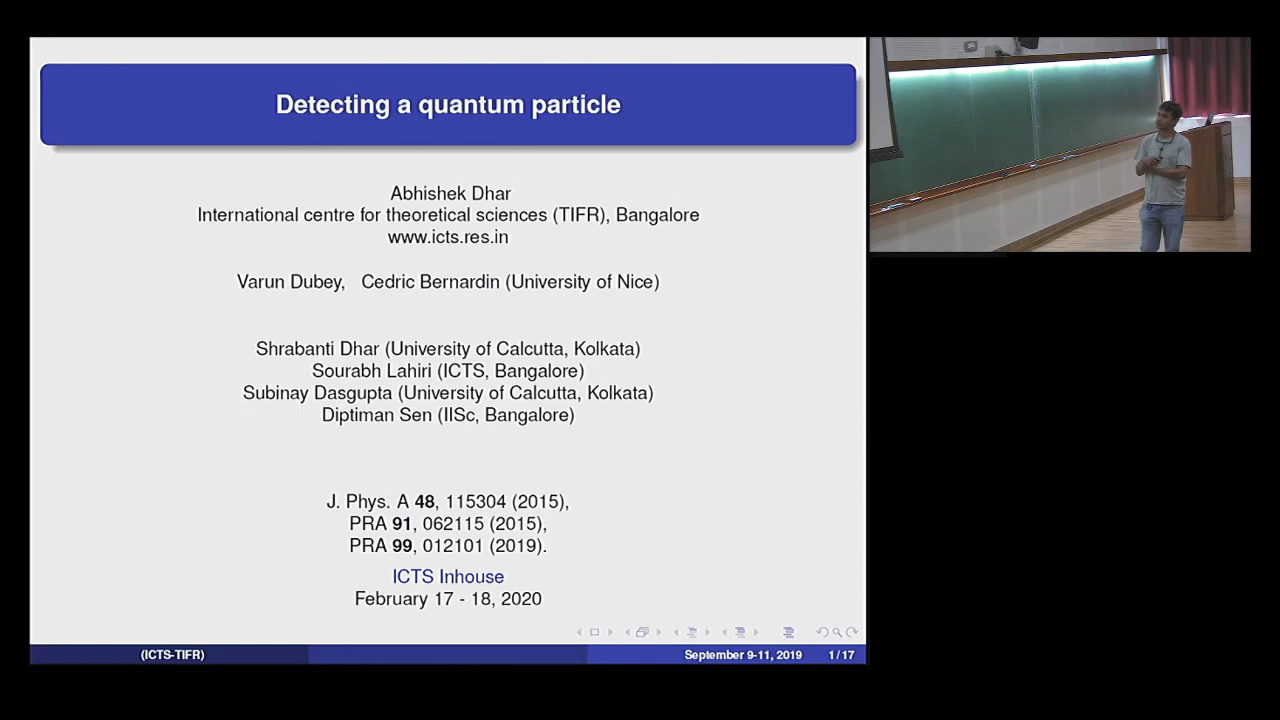 Detecting a quantum particle
Abhishek Dhar
International centre for theoretical sciences (TIFR), Bangalore
www.icts.res.in
Varun Dubey, Cedric Bernardin (University of Nice)
Shrabanti Dhar (University of Calcutta, Kolkata)
Sourabh Lahiri (ICTS, Bangalore)
Subinay Dasgupta (University of Calcutta, Kolkata)
Diptiman Sen (IISc, Bangalore)
J. Phys. A 48, 115304 (2015),
PRA 91, 062115 (2015),
PRA 99, 012101 (2019).
ICTS Inhouse
February 17 - 18, 2020
(ICTS-TIFR) September 9-11, 2019 1 / 17